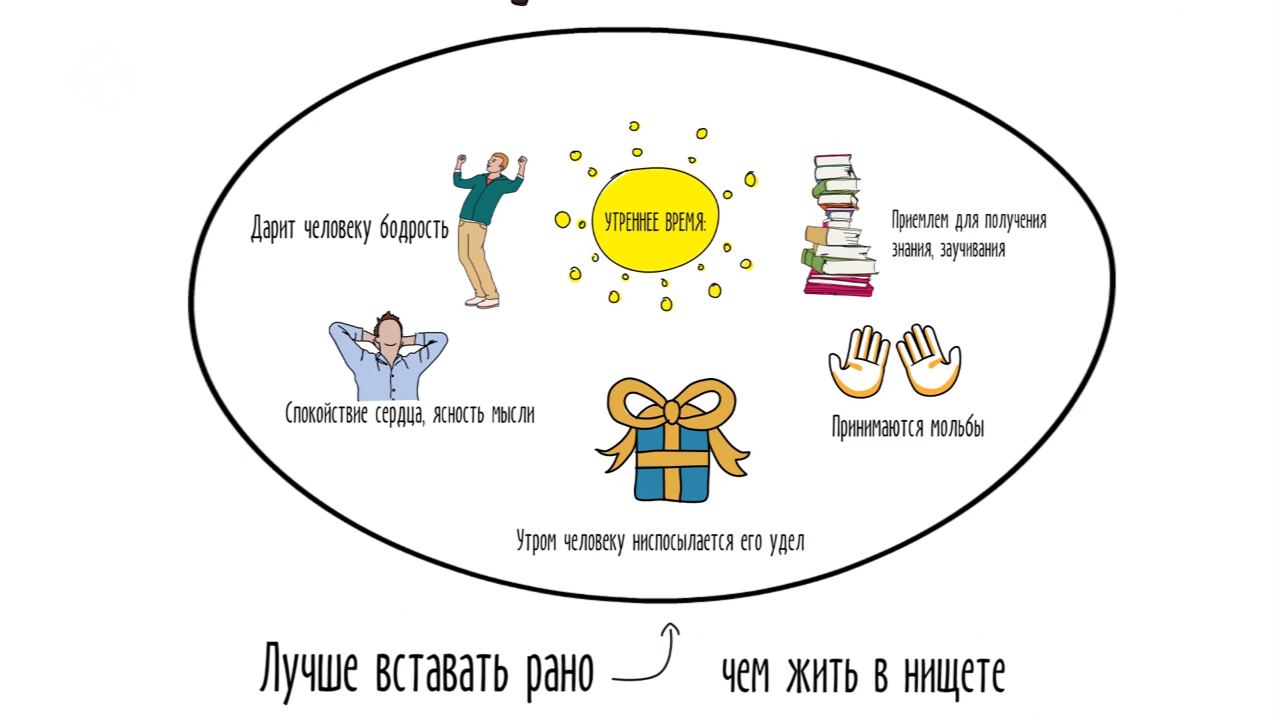 УТРЕННЕЕ ВРЕМЯ:
Дарит человеку бодрость
Приемлем для получения
знания, заучивания
Спокойствие сердца, ясность мысли
Принимаются мольбы
Утром человеку ниспосылается его удел
Лучше вставать рано
чем жить в нищете